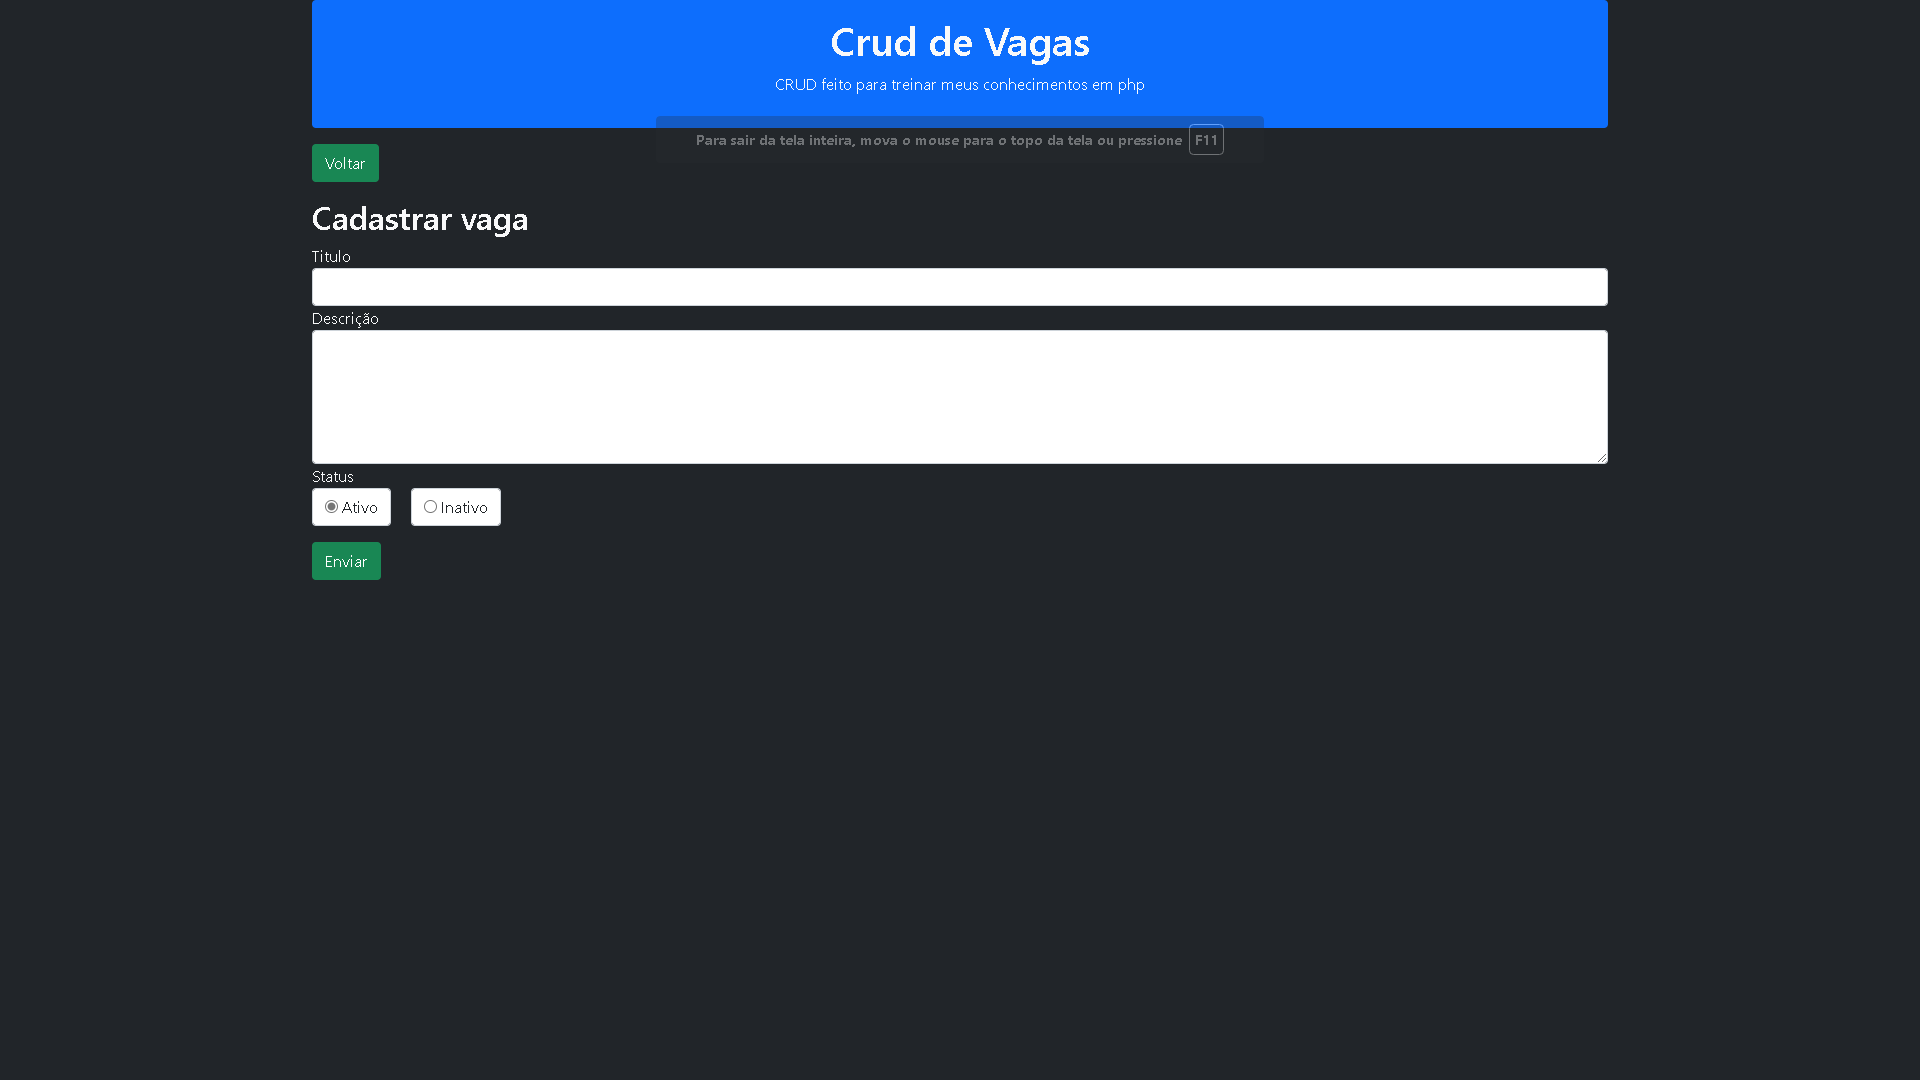 Crud de Vagas
CRUD feito para treinar meus conhecimentos em php
Para sair da tela inteira, mova o mouse para o topo da tela ou pressione F11
Voltar
Cadastrar vaga
Titulo
Descrição
Status
Ativo Inativo
Enviar